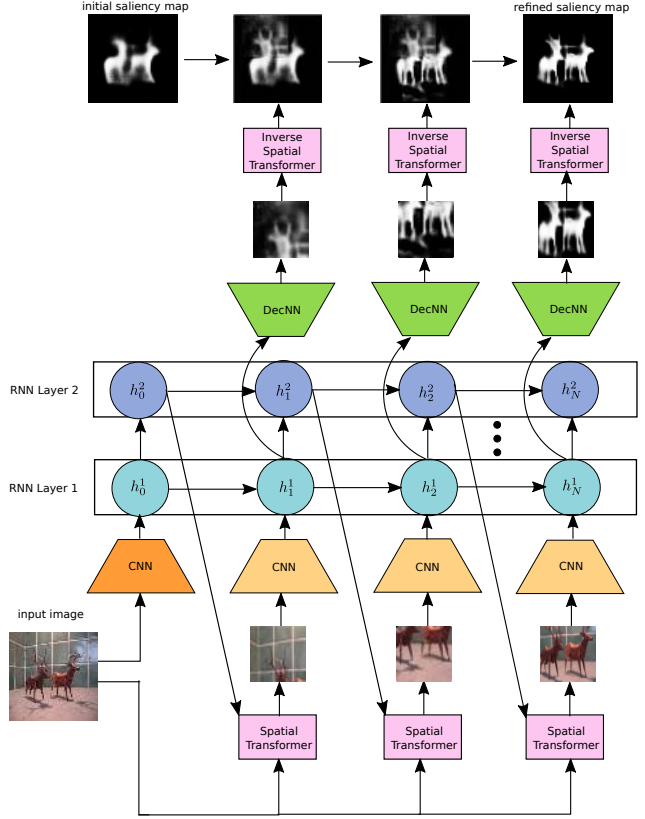 initial saliency map
refined saliency map
Inverse
Spatial
Transformer
Inverse
Spatial
Transformer
Inverse
Spatial
Transformer
DecNN
DecNN
DecNN
RNN Layer 2
h_0^2
h_1^2
h_2^2
h_N^2
RNN Layer 1
h_0^1
h_1^1
h_2^1
h_N^1
CNN
CNN
CNN
CNN
input image
Spatial
Transformer
Spatial
Transformer
Spatial
Transformer